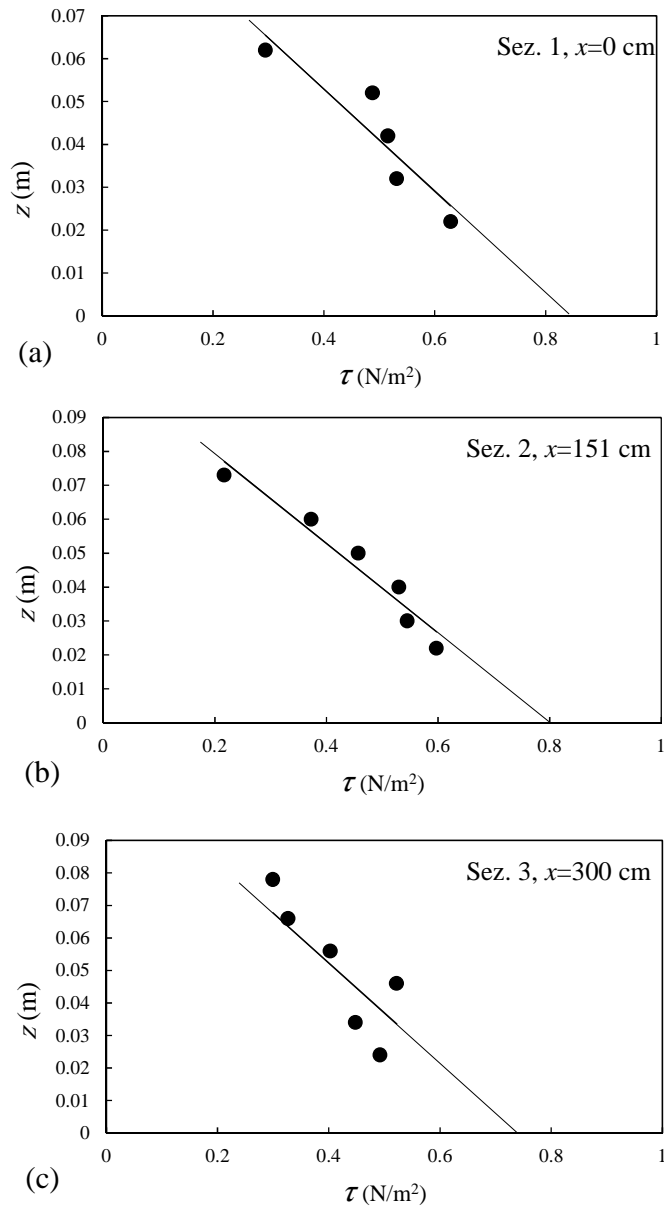 0.07
Sez. 1, x=0 cm
0.06
0.05
0.04
z (m)
0.03
0.02
0.01
0
0 0.2 0.4 0.6 0.8 1
(a)
τ (N/m²)
0.09
Sez. 2, x=151 cm
0.08
0.07
0.06
0.05
z (m)
0.04
0.03
0.02
0.01
0
0 0.2 0.4 0.6 0.8 1
(b)
τ (N/m²)
0.09
Sez. 3, x=300 cm
0.08
0.07
0.06
0.05
z (m)
0.04
0.03
0.02
0.01
0
0 0.2 0.4 0.6 0.8 1
(c)
τ (N/m²)